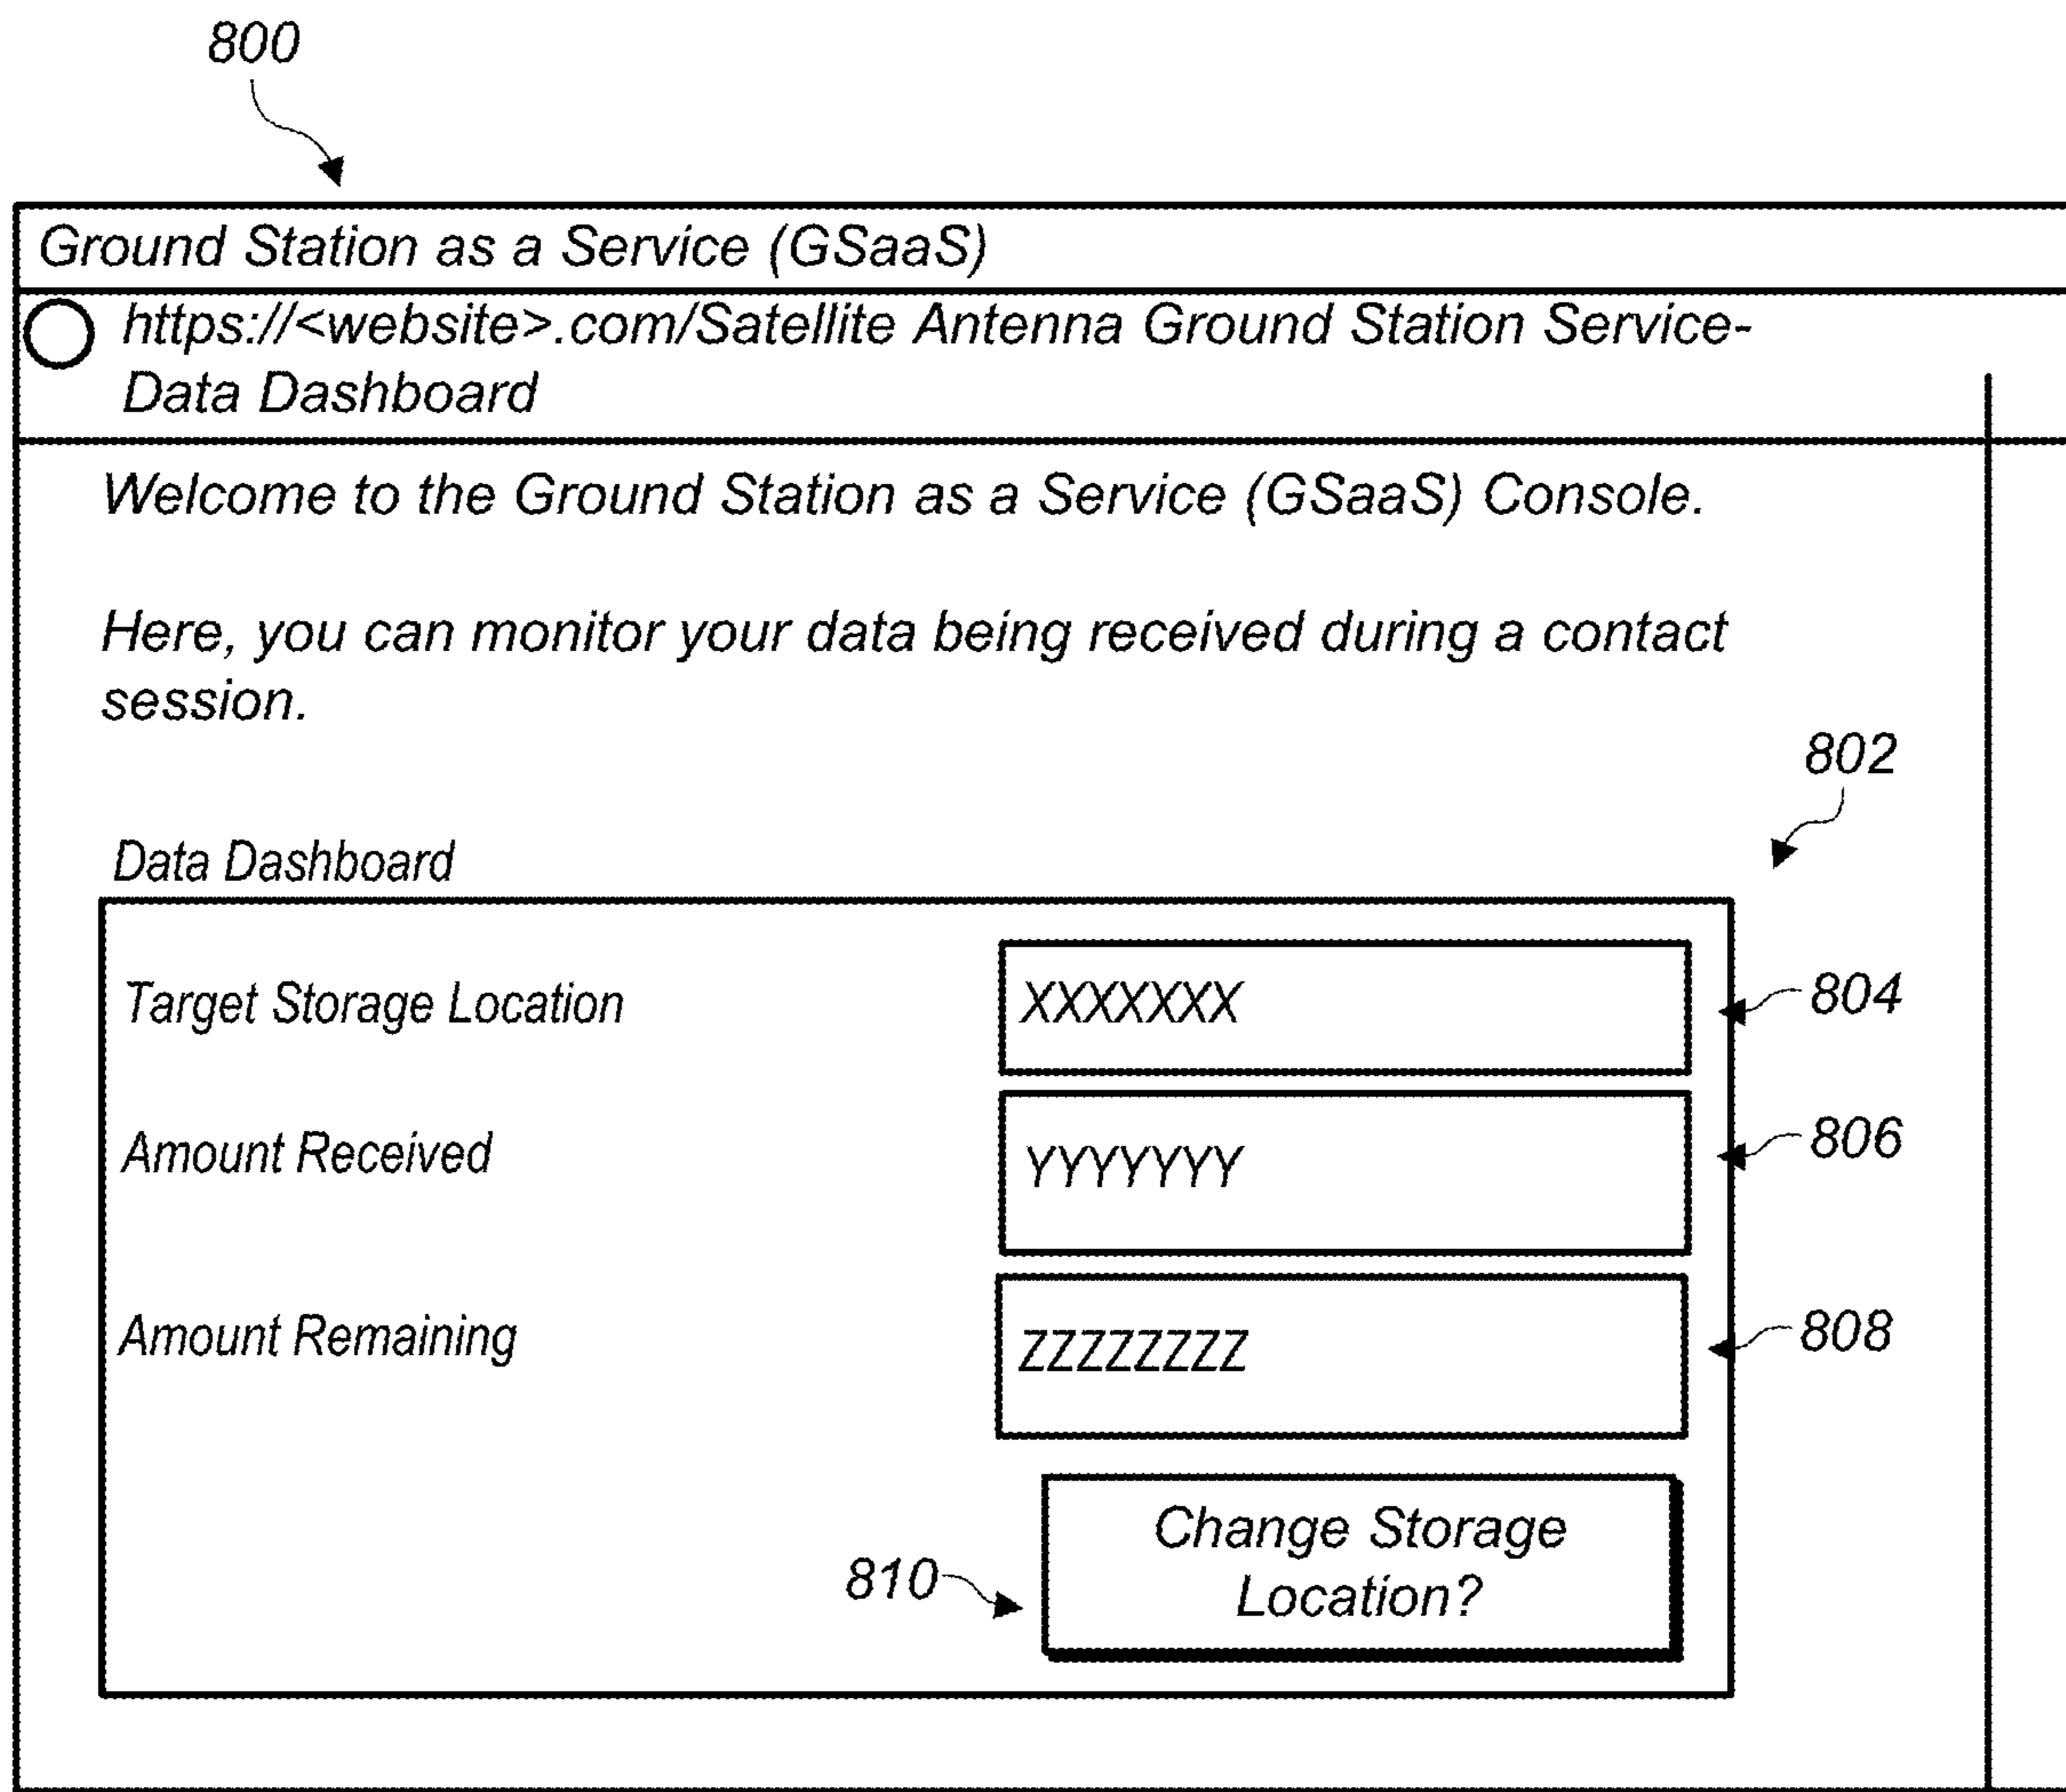 800
Ground Station as a Service (GSaaS)
https://<website>.com/Satellite Antenna Ground Station Service-
Data Dashboard
Welcome to the Ground Station as a Service (GSaaS) Console.
Here, you can monitor your data being received during a contact
session.
802
Data Dashboard
Target Storage Location XXXXXXX 804
Amount Received YYYYYYY 806
Amount Remaining ZZZZZZZZ 808
Change Storage
810 Location?